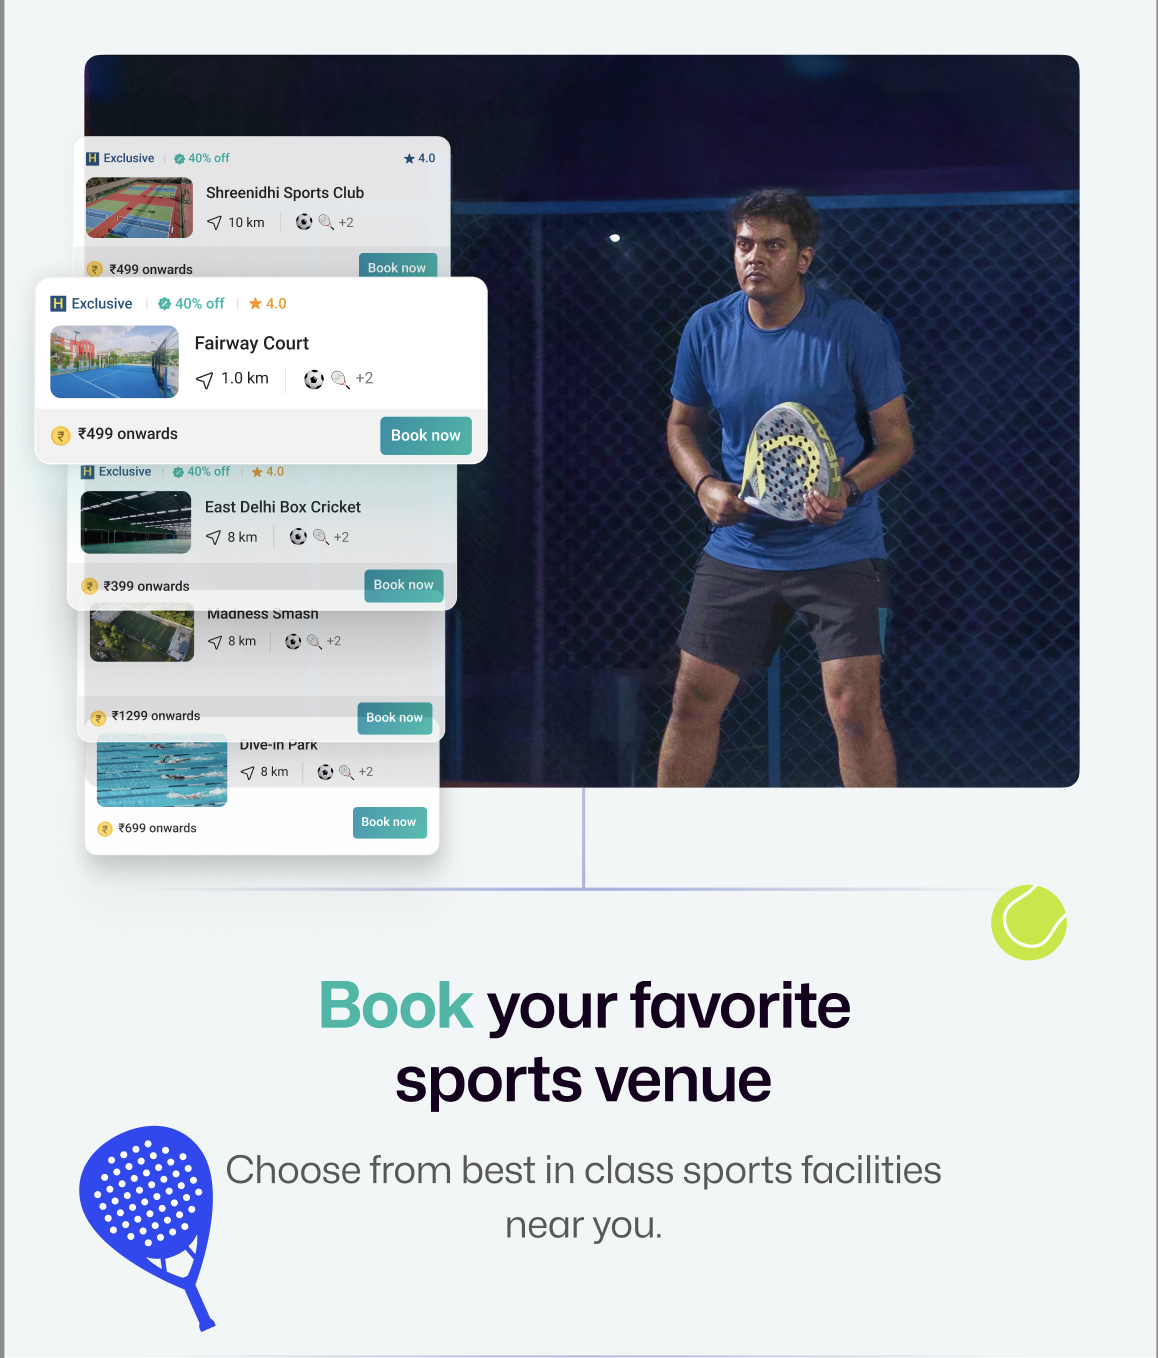 H Exclusive 40% off 4.0
Shreenidhi Sports Club
10 km +2
₹ ₹499 onwards Book now
H Exclusive 40% off 4.0
Fairway Court
1.0 km +2
₹ ₹499 onwards Book now
H Exclusive 40% off 4.0
East Delhi Box Cricket
8 km +2
₹ ₹399 onwards Book now
Madness Smash
8 km +2
₹ ₹1299 onwards Book now
Dive-in Park
8 km +2
₹ ₹699 onwards Book now
Book your favorite
sports venue
Choose from best in class sports facilities
near you.